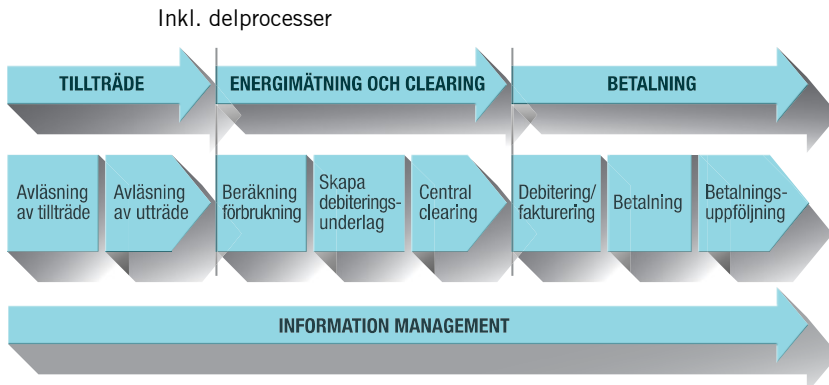 Inkl. delprocesser
TILLTRÄDE
ENERGIMÄTNING OCH CLEARING
BETALNING
Avläsning
av tillträde
Avläsning
av utträde
Beräkning
förbrukning
Skapa
debiterings-
underlag
Central
clearing
Debitering/
fakturering
Betalning
Betalnings-
uppföljning
INFORMATION MANAGEMENT